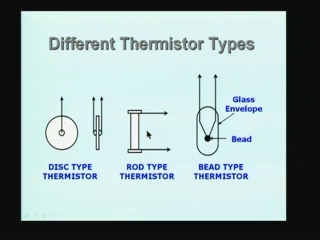 Different Thermistor Types
Glass
Envelope
Bead
DISC TYPE
THERMISTOR
ROD TYPE
THERMISTOR
BEAD TYPE
THERMISTOR